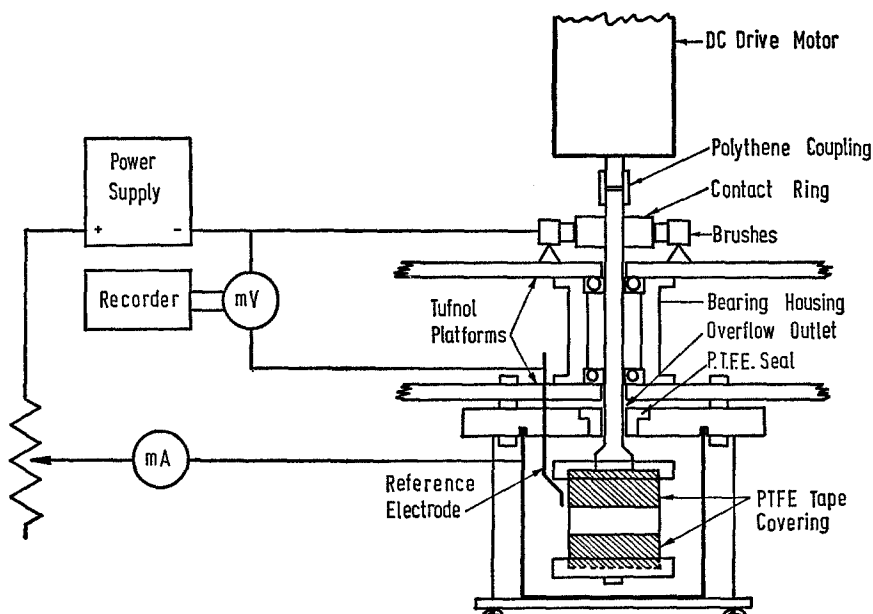 DC Drive Motor
Polythene Coupling
Contact Ring
Brushes
Power
Supply
+ -
Recorder
mV
Tufnol
Platforms
Bearing Housing
Overflow Outlet
P.T.F.E. Seal
mA
Reference
Electrode
PTFE Tape
Covering